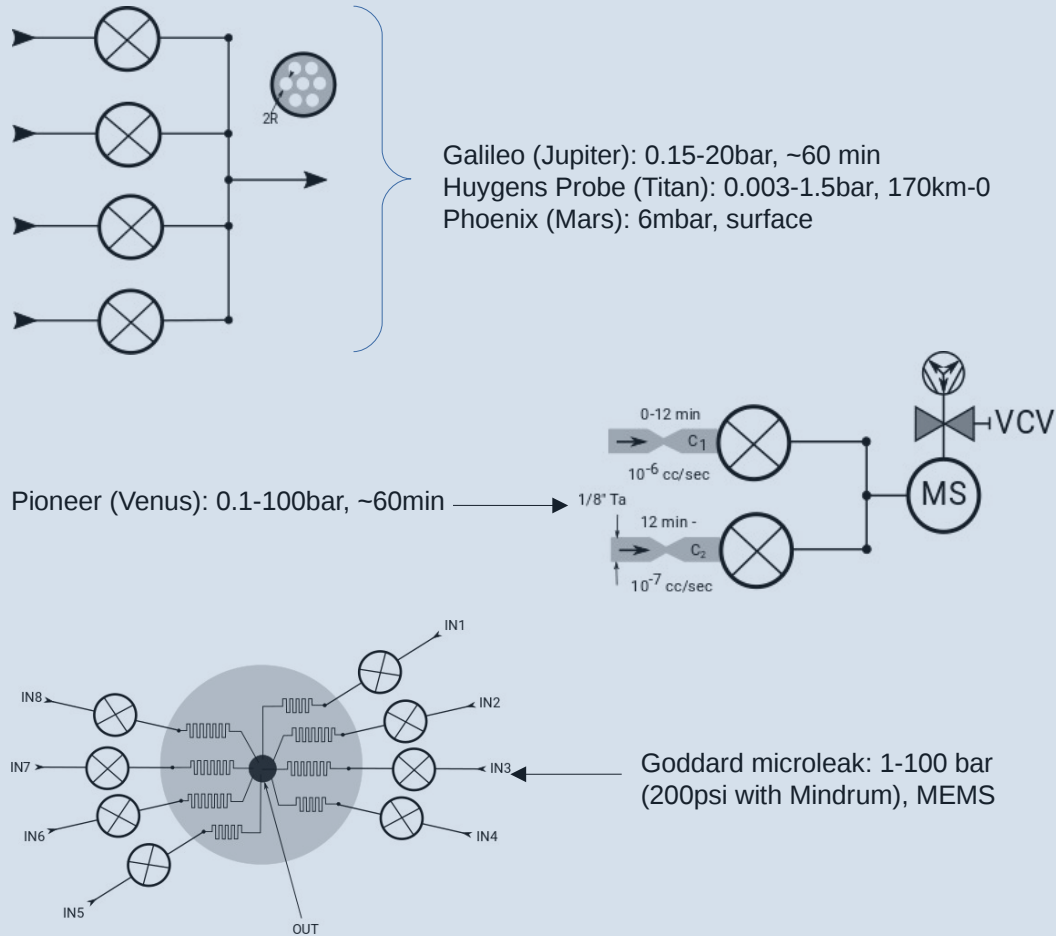 2R
Galileo (Jupiter): 0.15-20bar, ~60 min
Huygens Probe (Titan): 0.003-1.5bar, 170km-0
Phoenix (Mars): 6mbar, surface
0-12 min
C1
10-6 cc/sec
VCV
MS
Pioneer (Venus): 0.1-100bar, ~60min
1/8" Ta
12 min -
C2
10-7 cc/sec
IN1
IN8
IN2
IN7
IN3
IN6
IN4
IN5
OUT
Goddard microleak: 1-100 bar
(200psi with Mindrum), MEMS